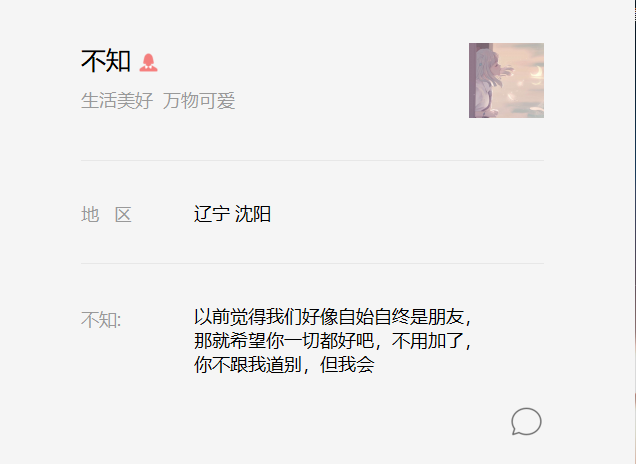 不知
生活美好 万物可爱
地 区 辽宁 沈阳
不知: 以前觉得我们好像自始自终是朋友，
那就希望你一切都好吧，不用加了，
你不跟我道别，但我会